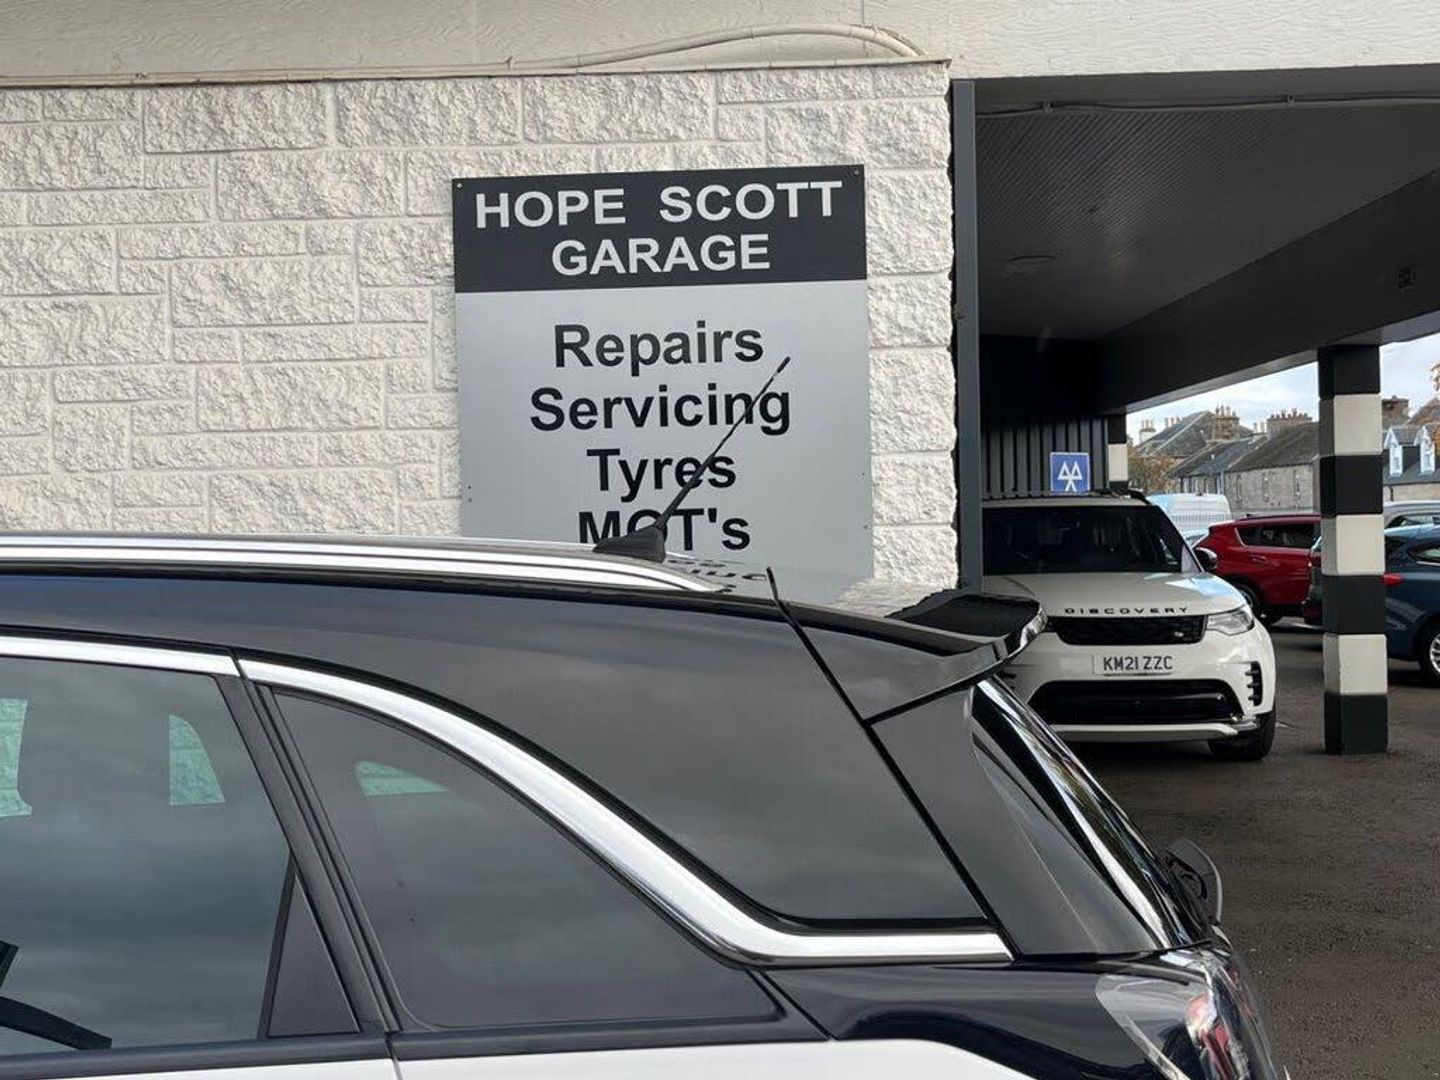 HOPE SCOTT
GARAGE
Repairs
Servicing
Tyres
MOT's
DISCOVERY
KM21 ZZC